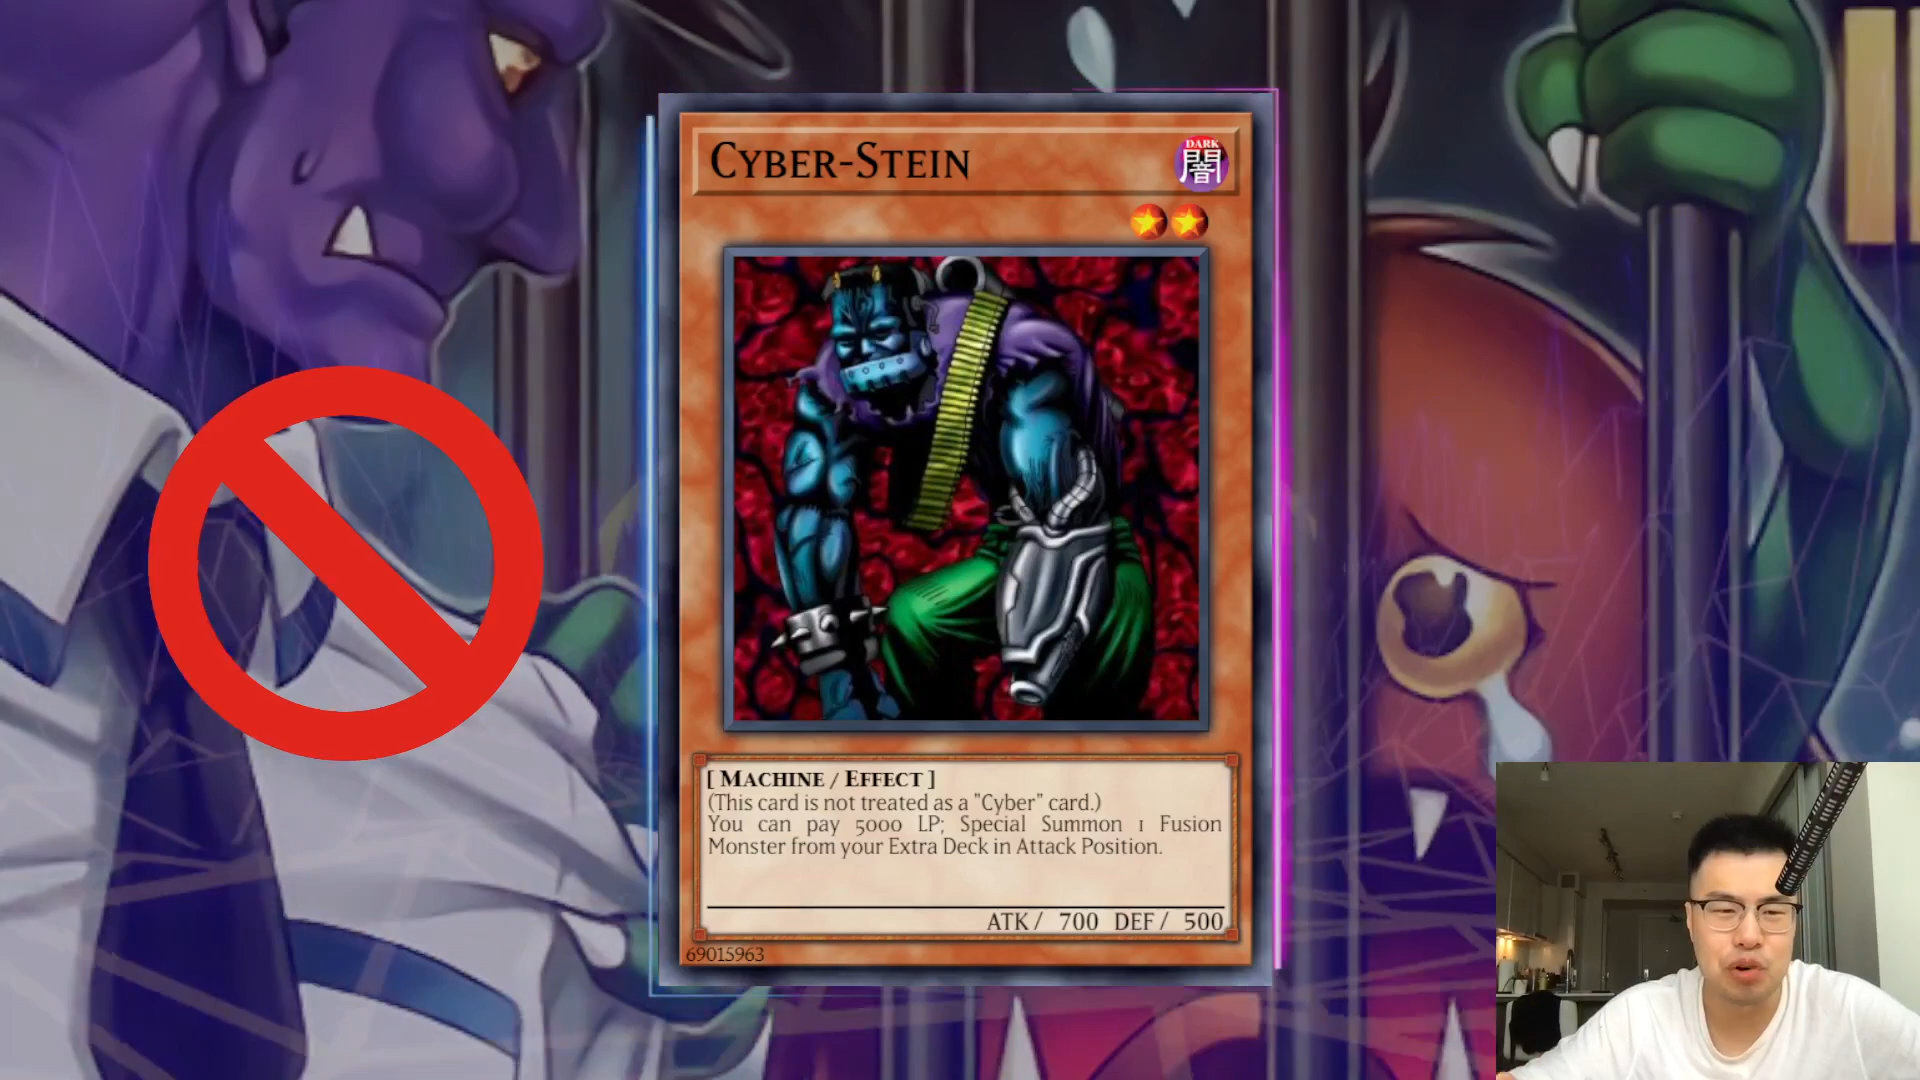 CYBER-STEIN
DARK
闇
[ MACHINE / EFFECT ]
(This card is not treated as a "Cyber" card.)
You can pay 5000 LP; Special Summon 1 Fusion
Monster from your Extra Deck in Attack Position.
ATK / 700 DEF / 500
69015963